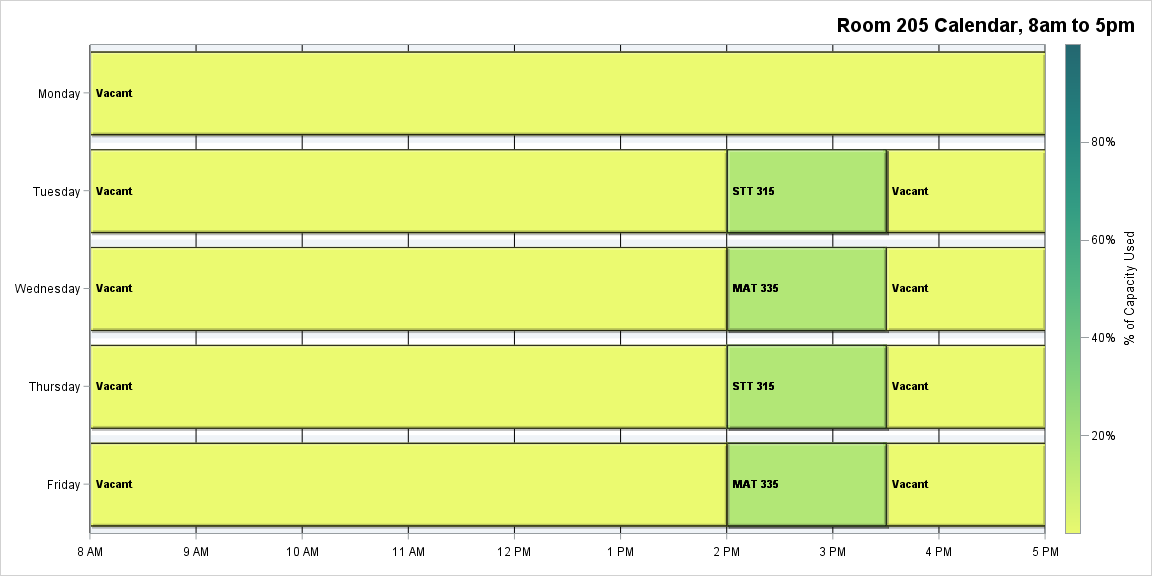 Room 205 Calendar, 8am to 5pm
Monday
Vacant
Tuesday
Vacant
STT 315
Vacant
Wednesday
Vacant
MAT 335
Vacant
Thursday
Vacant
STT 315
Vacant
Friday
Vacant
MAT 335
Vacant
8 AM
9 AM
10 AM
11 AM
12 PM
1 PM
2 PM
3 PM
4 PM
5 PM
80%
60%
40%
20%
% of Capacity Used